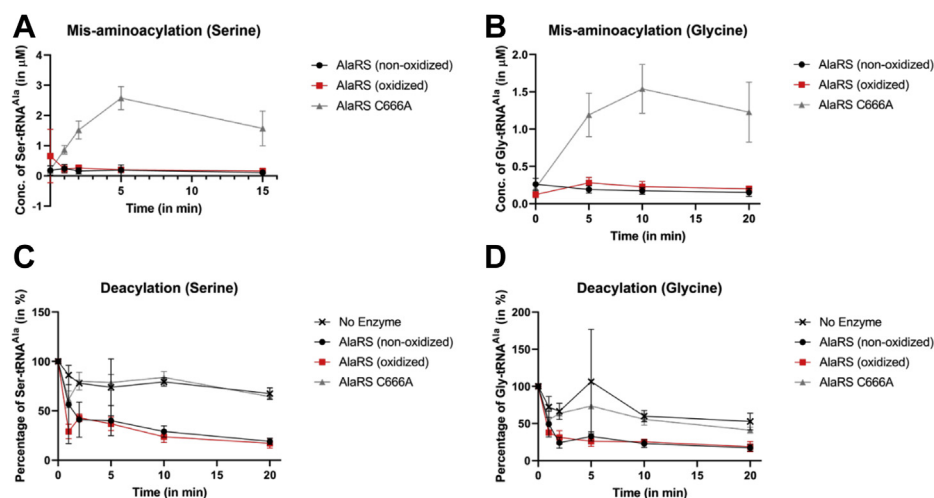 A
Mis-aminoacylation (Serine)
Conc. of Ser-tRNAAla (in μM)
4
3
2
1
0
-1
5
10
15
Time (in min)
AlaRS (non-oxidized)
AlaRS (oxidized)
AlaRS C666A
B
Mis-aminoacylation (Glycine)
Conc. of Gly-tRNAAla (in μM)
2.0
1.5
1.0
0.5
0.0
0
5
10
15
20
Time (in min)
AlaRS (non-oxidized)
AlaRS (oxidized)
AlaRS C666A
C
Deacylation (Serine)
Percentage of Ser-tRNAAla (in %)
150
100
50
0
0
5
10
15
20
Time (in min)
No Enzyme
AlaRS (non-oxidized)
AlaRS (oxidized)
AlaRS C666A
D
Deacylation (Glycine)
Percentage of Gly-tRNAAla (in %)
200
150
100
50
0
0
5
10
15
20
Time (in min)
No Enzyme
AlaRS (non-oxidized)
AlaRS (oxidized)
AlaRS C666A